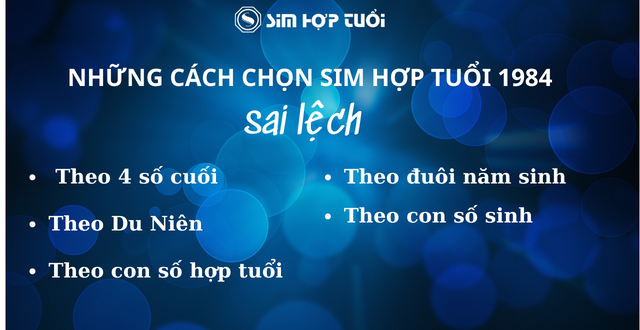 SIM HỢP TUỔI
NHỮNG CÁCH CHỌN SIM HỢP TUỔI 1984
sai lệch
• Theo 4 số cuối
• Theo Du Niên
• Theo con số hợp tuổi
• Theo đuôi năm sinh
• Theo con số sinh